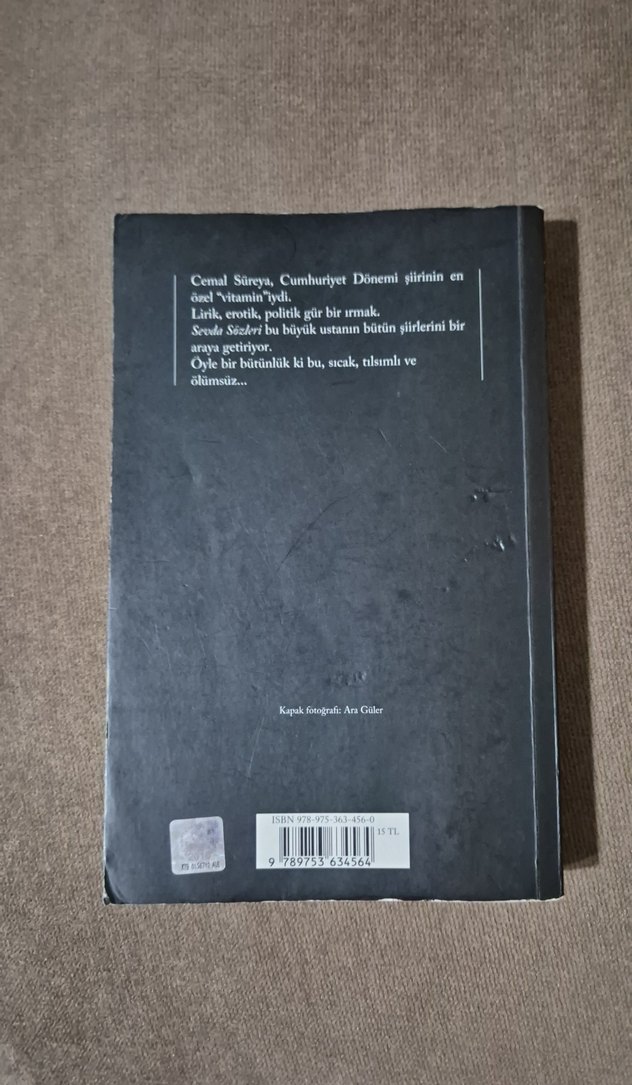 Cemal Süreya, Cumhuriyet Dönemi şiirinin en
özel "vitamin"iydi.
Lirik, erotik, politik gür bir ırmak.
Sevda Sözleri bu büyük ustanın bütün şiirlerini bir
araya getiriyor.
Öyle bir bütünlük ki bu, sıcak, tılsımlı ve
ölümsüz...
Kapak fotoğrafı: Ara Güler
ISBN 978-975-363-456-0
15 TL
9 789753 634564